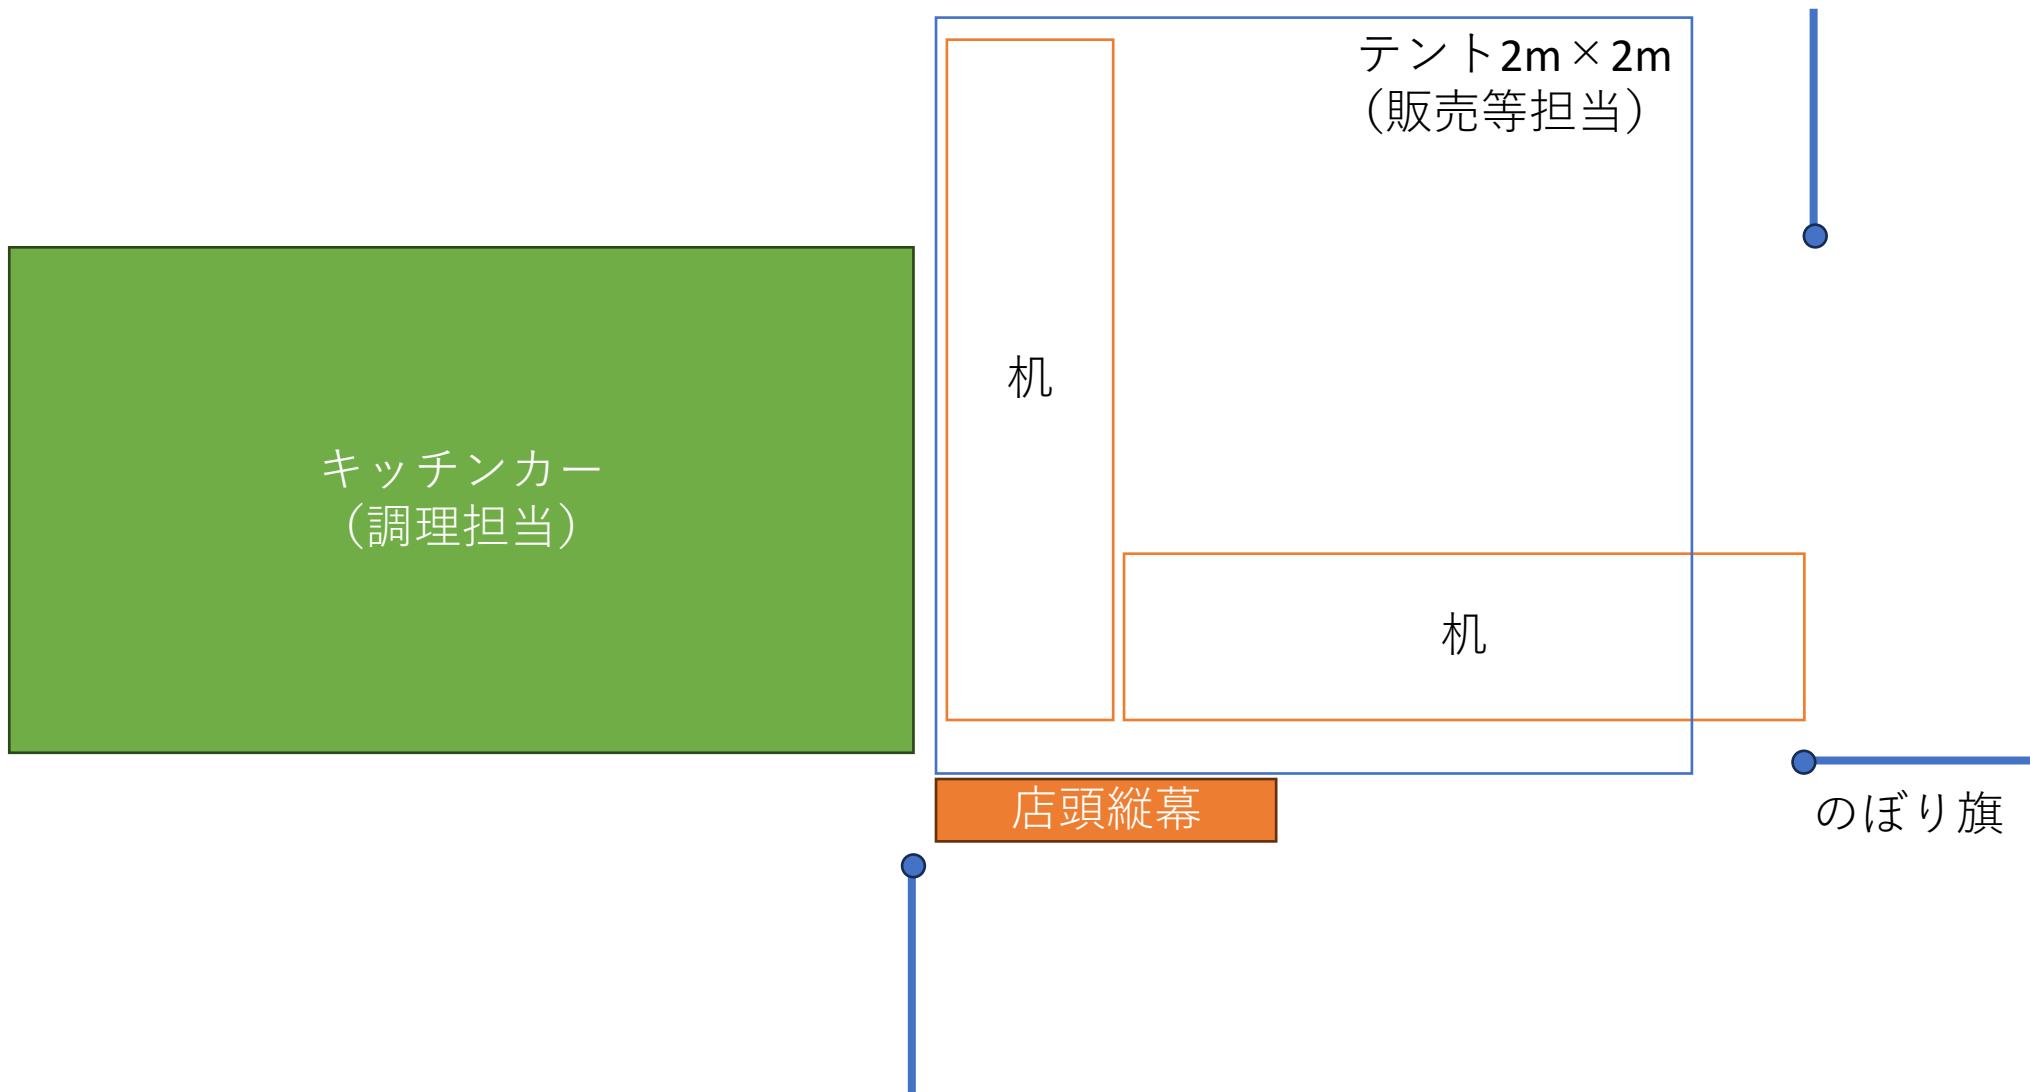 テント2m×2m
（販売等担当）
机
キッチンカー
（調理担当）
机
店頭縦幕
のぼり旗